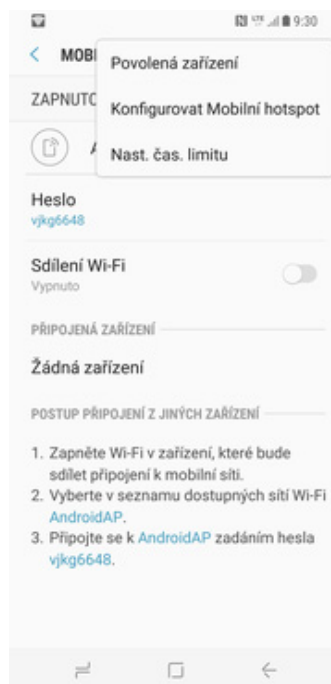 LTE 9:30
MOBI
Povolená zařízení
ZAPNUTO
Konfigurovat Mobilní hotspot
A
Nast. čas. limitu
Heslo
vjkg6648
Sdílení Wi-Fi
Vypnuto
PŘIPOJENÁ ZAŘÍZENÍ
Žádná zařízení
POSTUP PŘIPOJENÍ Z JINÝCH ZAŘÍZENÍ
1. Zapněte Wi-Fi v zařízení, které bude
sdílet připojení k mobilní síti.
2. Vyberte v seznamu dostupných sítí Wi-Fi
AndroidAP.
3. Připojte se k AndroidAP zadáním hesla
vjkg6648.